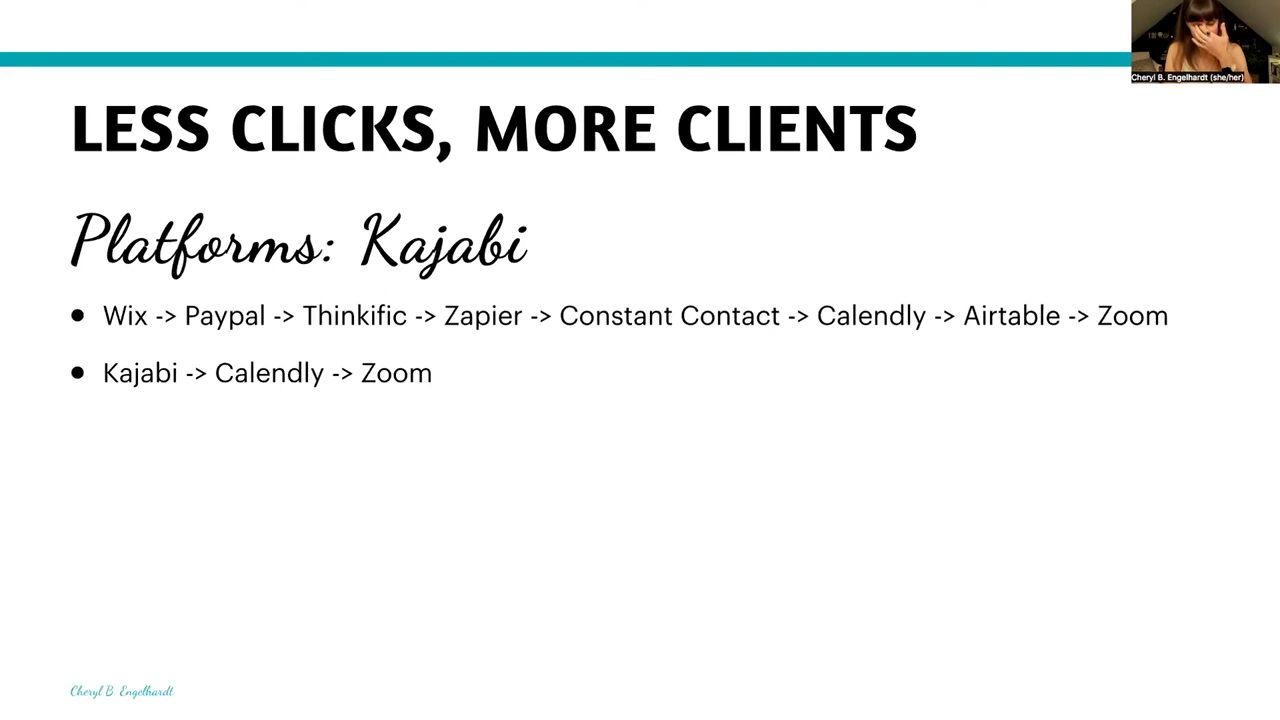 Cheryl B. Engelhardt (she/her)
LESS CLICKS, MORE CLIENTS
Platforms: Kajabi
• Wix -> Paypal -> Thinkific -> Zapier -> Constant Contact -> Calendly -> Airtable -> Zoom
• Kajabi -> Calendly -> Zoom
Cheryl B. Engelhardt